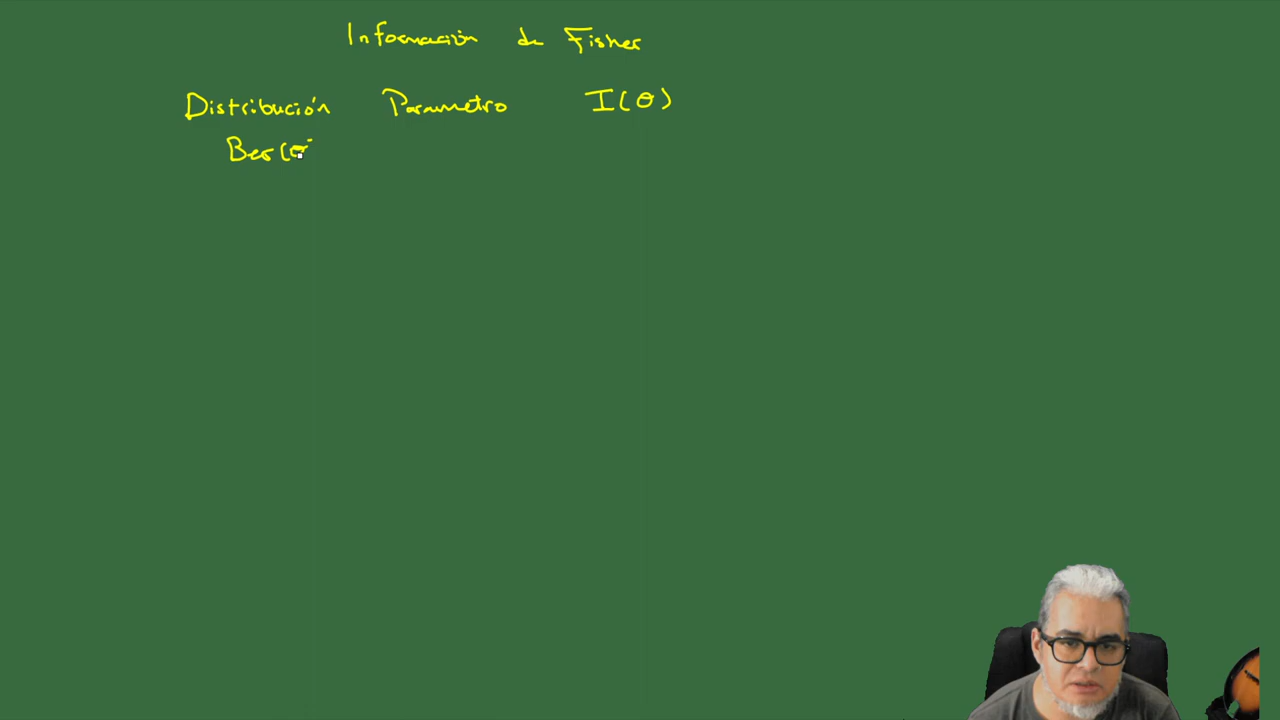 Información de Fisher
Distribución Parametro I(θ)
Ber(θ